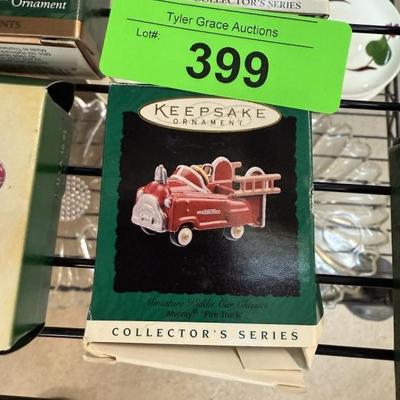 Ornament
COLLECTOR'S SERIES
Tyler Grace Auctions
Lot#:
399
KEEPSAKE
ORNAMENT
Miniature Kiddie Car Classics
Murray® "Fire Truck"
COLLECTOR'S SERIES